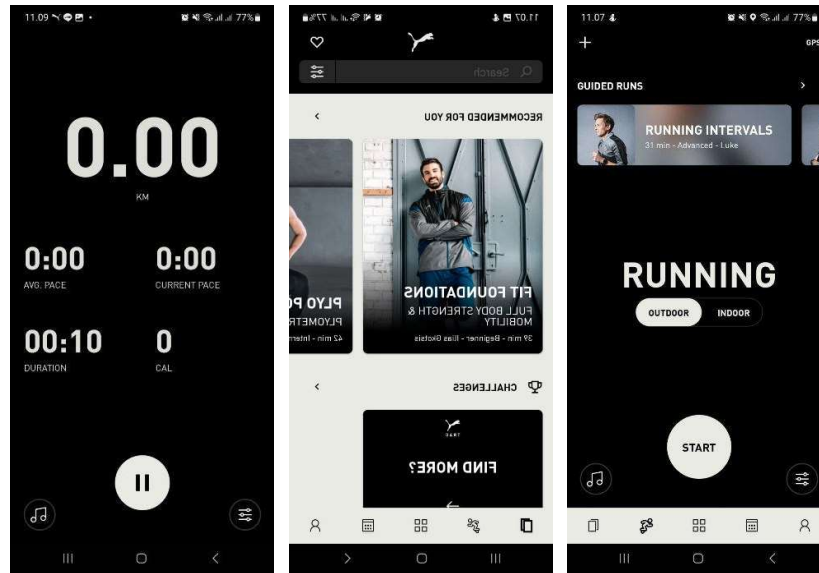 11.09
77%
0.00
KM
0:00
AVG. PACE
0:00
CURRENT PACE
00:10
DURATION
0
CAL
11.07
77%
Search
RECOMMENDED FOR YOU
FIT FOUNDATIONS
FULL BODY STRENGTH &
MOBILITY
39 min - Beginner - Ilias Gkotsis
PLYO PO
PLYOMETR
42 min - Interm
CHALLENGES
FIND MORE?
11.07
77%
GPS
GUIDED RUNS
RUNNING INTERVALS
31 min - Advanced - Luke
RUNNING
OUTDOOR
INDOOR
START